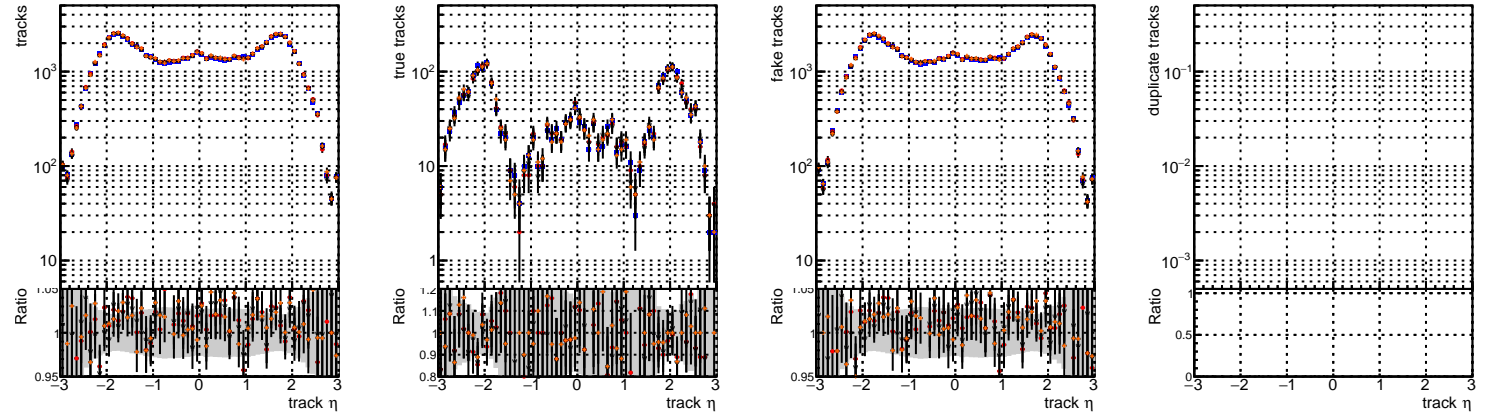 tracks
10³
10²
10
Ratio
1.05
1
0.95
−3 −2 −1 0 1 2 3
track η
true tracks
10²
10
1
Ratio
1.2
1.1
1
0.9
0.8
−3 −2 −1 0 1 2 3
track η
fake tracks
10³
10²
10
Ratio
1.05
1
0.95
−3 −2 −1 0 1 2 3
track η
duplicate tracks
10⁻¹
10⁻²
10⁻³
Ratio
1
0.5
0
−3 −2 −1 0 1 2 3
track η